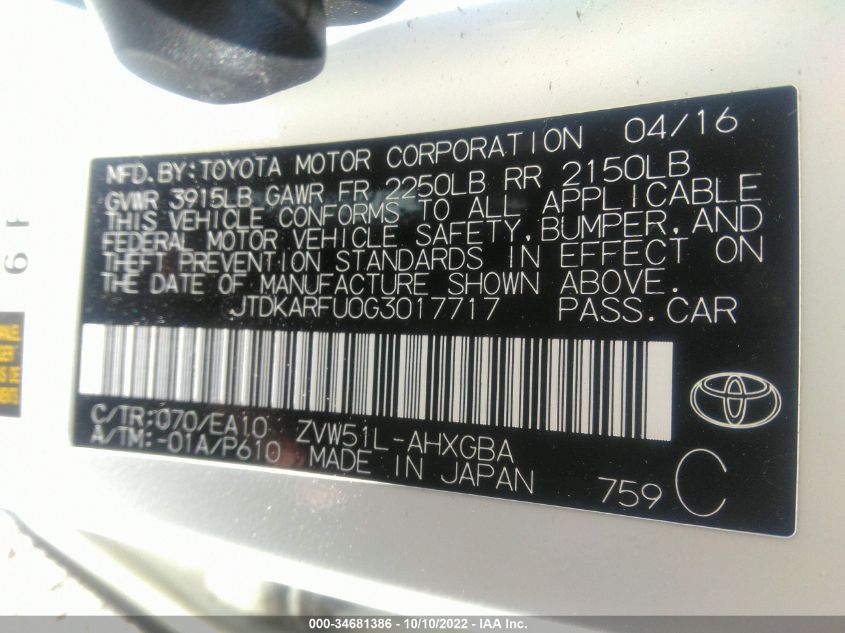 MFD.BY:TOYOTA MOTOR CORPORATION 04/16
GVWR 3915LB GAWR FR 2250LB RR 2150LB
THIS VEHICLE CONFORMS TO ALL APPLICABLE
FEDERAL MOTOR VEHICLE SAFETY,BUMPER,AND
THEFT PREVENTION STANDARDS IN EFFECT ON
THE DATE OF MANUFACTURE SHOWN ABOVE.
JTDKARFU0G3017717 PASS.CAR
C/TR:070/EA10 ZVW51L-AHXGBA
A/TM:-01A/P610 MADE IN JAPAN
759 C
000-34681386 - 10/10/2022 - IAA Inc.